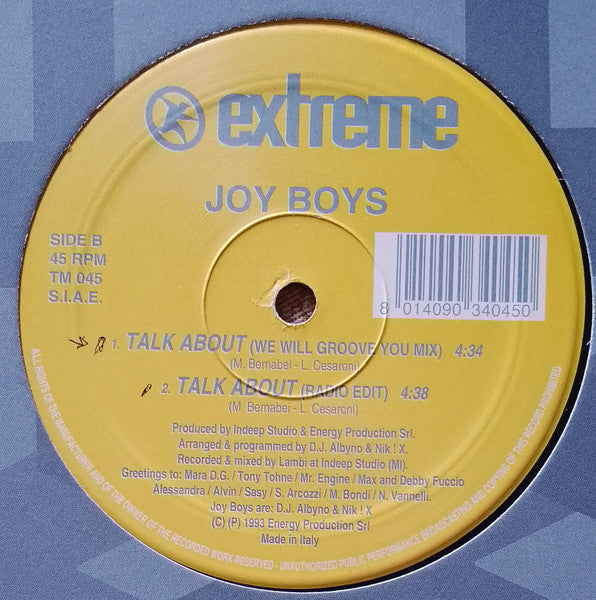 extreme
JOY BOYS
SIDE B
45 RPM
TM 045
S.I.A.E.
8 014090 340450
1. TALK ABOUT (WE WILL GROOVE YOU MIX) 4:34
(M. Bernabei - L. Cesaroni)
2. TALK ABOUT (RADIO EDIT) 4:38
(M. Bernabei - L. Cesaroni)
Produced by Indeep Studio & Energy Production Srl.
Arranged & programmed by D.J. Albyno & Nik ! X.
Recorded & mixed by Lambi at Indeep Studio (MI).
Greetings to: Mara D.G. / Tony Tohne / Mr. Engine / Max and Debby Fuccio
Alessandra / Alvin / Sasy / S. Arcozzi / M. Bondi / N. Vannelli.
Joy Boys are: D.J. Albyno & Nik ! X
(C) (P) 1993 Energy Production Srl
Made in Italy
ALL RIGHTS OF THE MANUFACTURER AND OF THE OWNER OF THE RECORDED WORK RESERVED - UNAUTHORIZED PUBLIC PERFORMANCE BROADCASTING AND COPYING OF THIS RECORD PROHIBITED